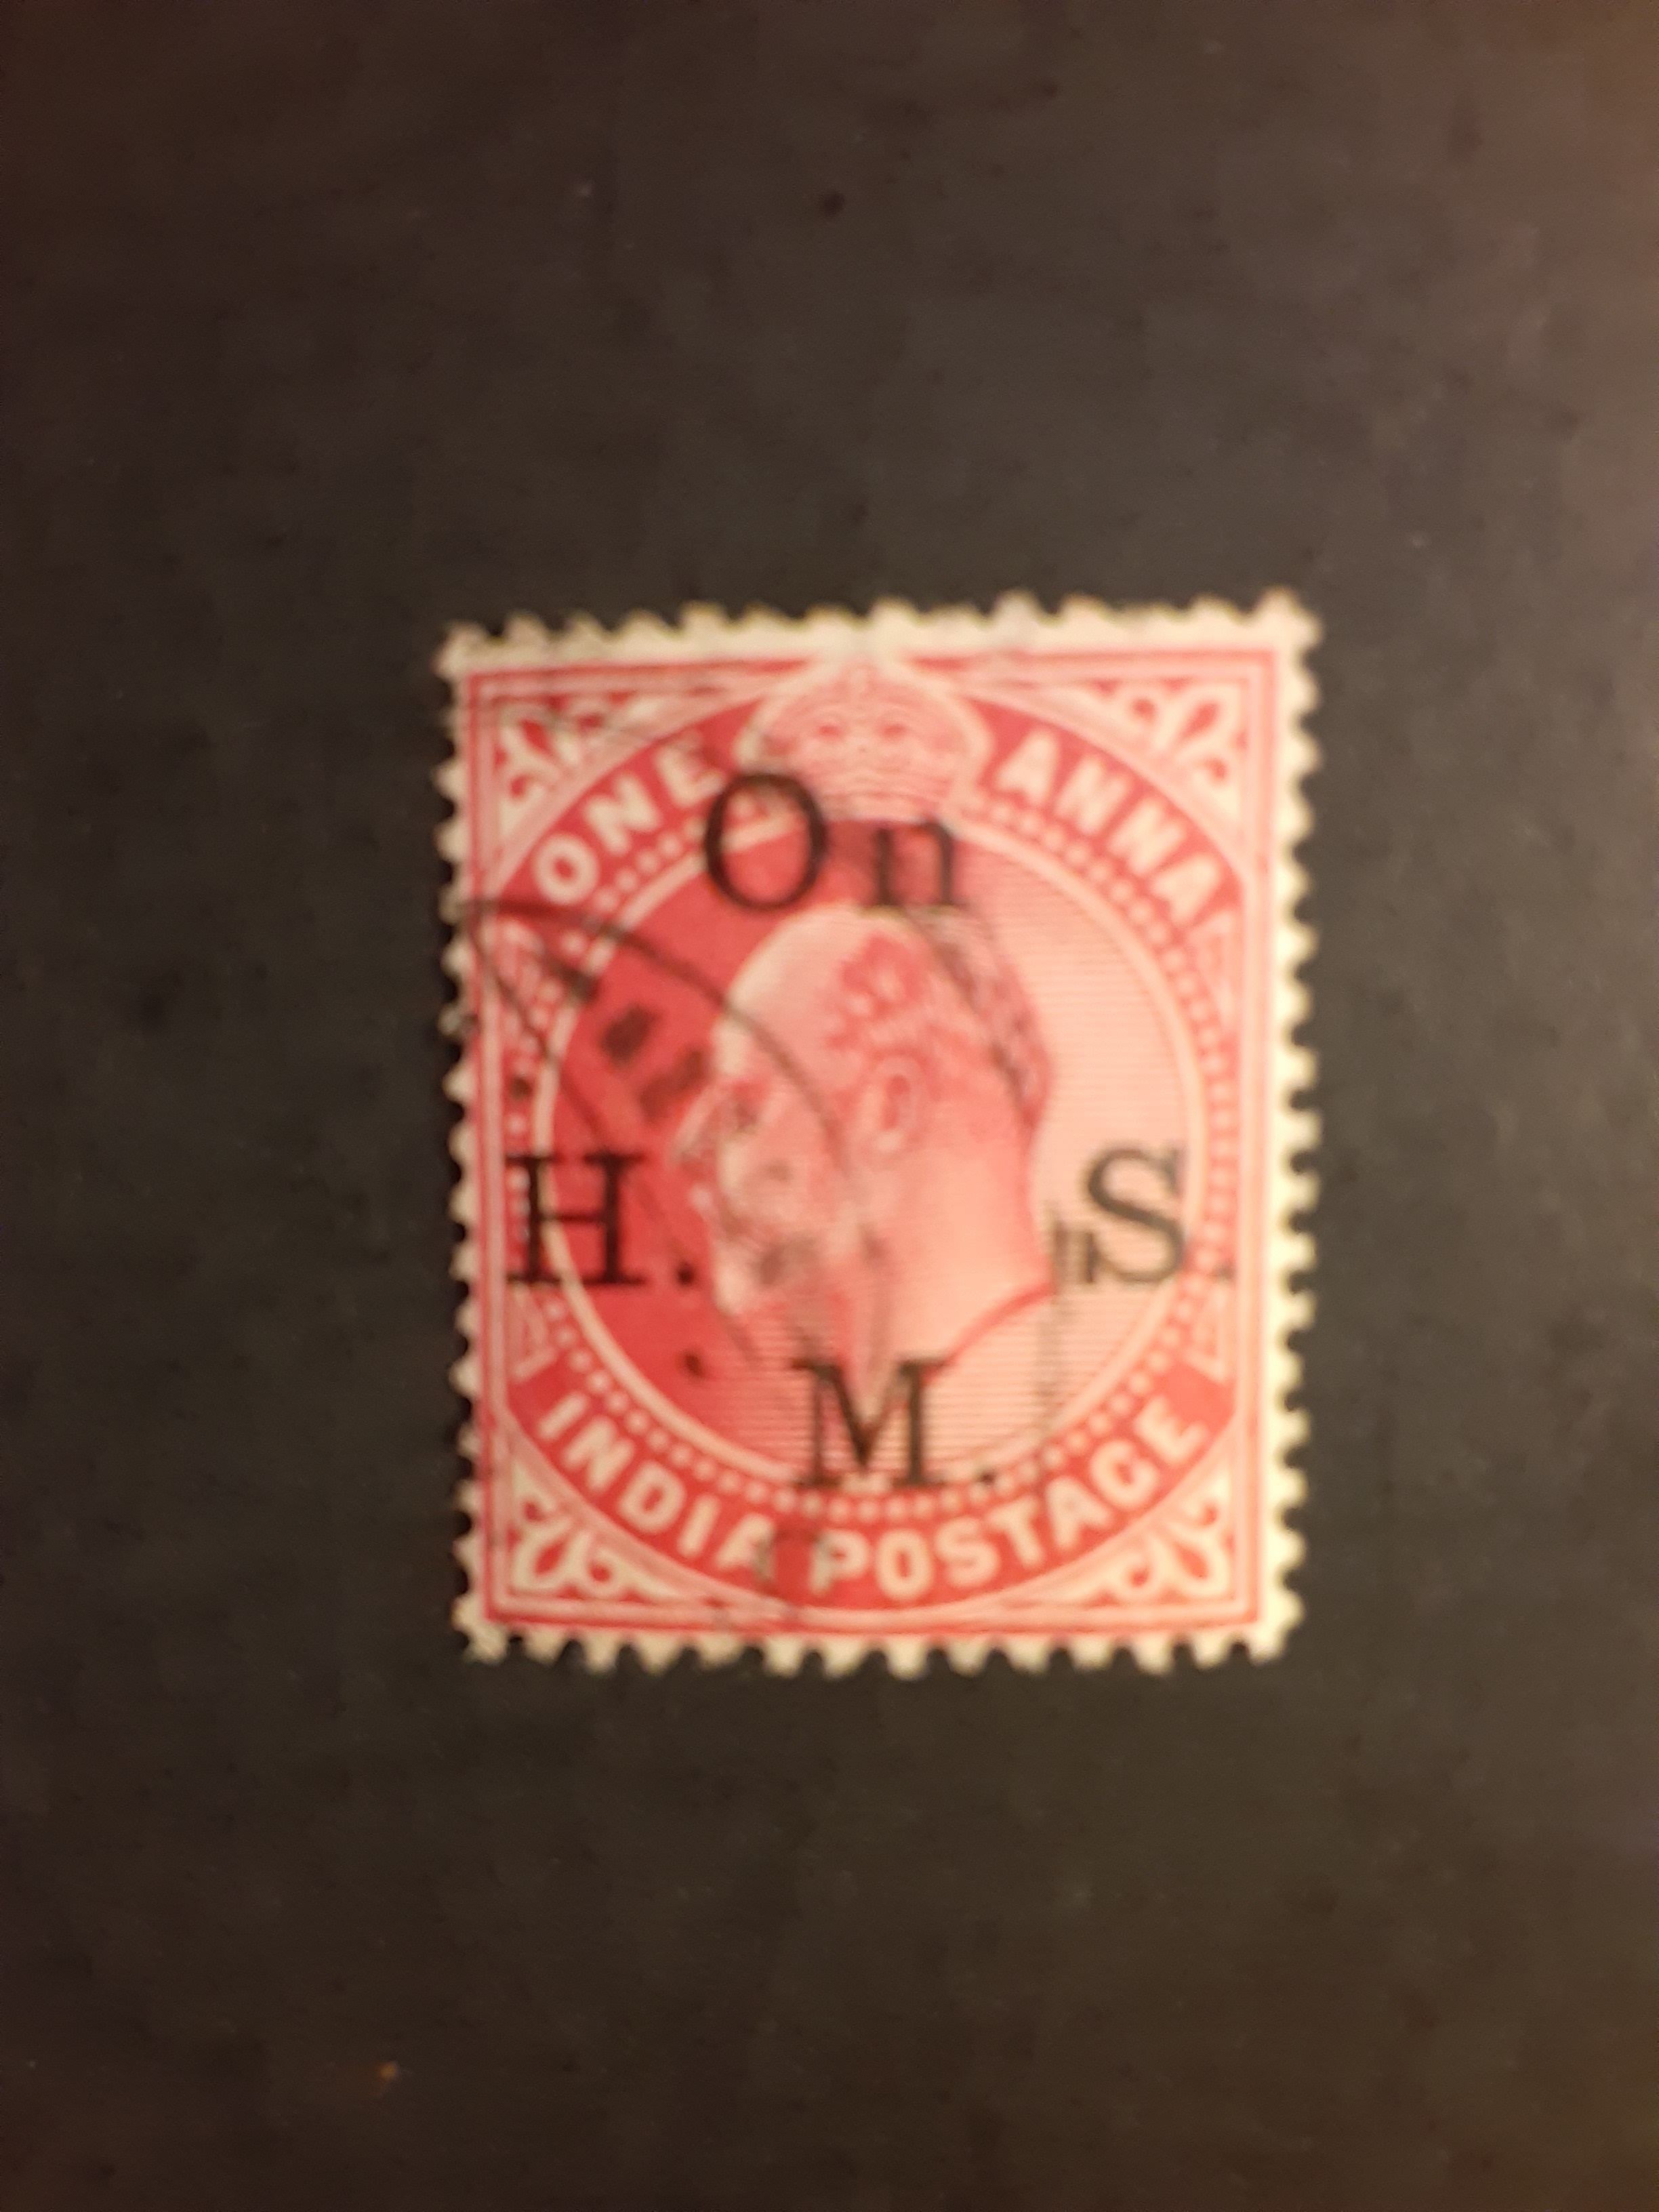 ONE ANNA
On
H. S.
M.
INDIA POSTAGE